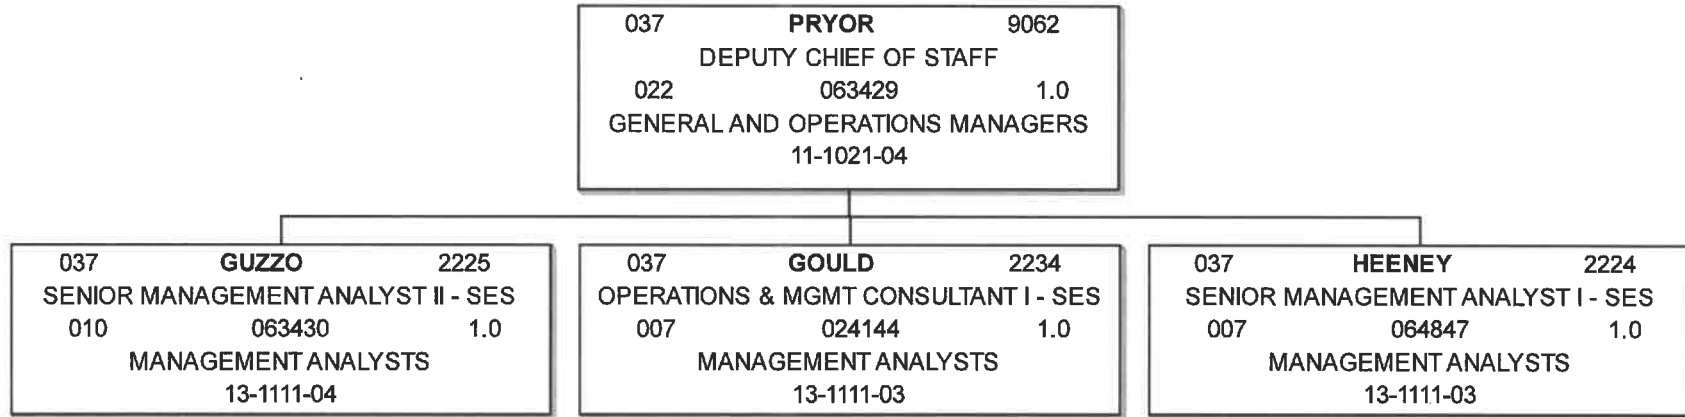 037 PRYOR 9062
DEPUTY CHIEF OF STAFF
022 063429 1.0
GENERAL AND OPERATIONS MANAGERS
11-1021-04
037 GUZZO 2225
SENIOR MANAGEMENT ANALYST II - SES
010 063430 1.0
MANAGEMENT ANALYSTS
13-1111-04
037 GOULD 2234
OPERATIONS & MGMT CONSULTANT I - SES
007 024144 1.0
MANAGEMENT ANALYSTS
13-1111-03
037 HEENEY 2224
SENIOR MANAGEMENT ANALYST I - SES
007 064847 1.0
MANAGEMENT ANALYSTS
13-1111-03